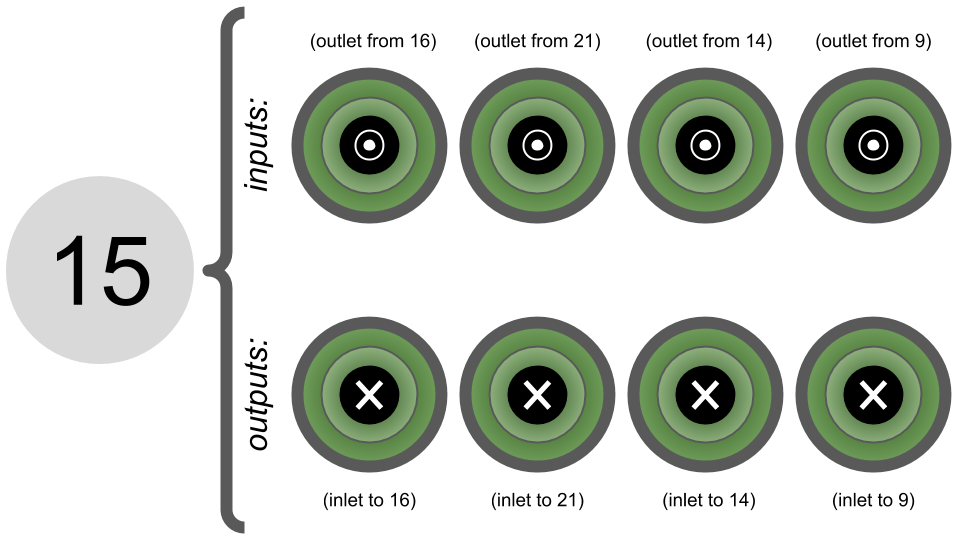 15
inputs:
(outlet from 16)
(outlet from 21)
(outlet from 14)
(outlet from 9)
outputs:
(inlet to 16)
(inlet to 21)
(inlet to 14)
(inlet to 9)